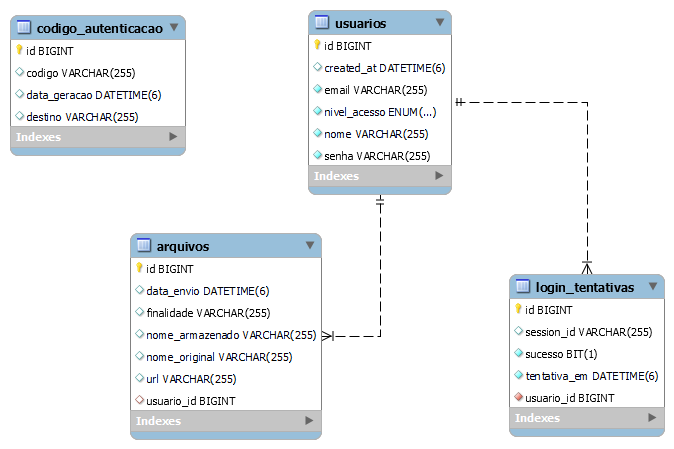 codigo_autenticacao
id BIGINT
codigo VARCHAR(255)
data_geracao DATETIME(6)
destino VARCHAR(255)
Indexes
usuarios
id BIGINT
created_at DATETIME(6)
email VARCHAR(255)
nivel_acesso ENUM(...)
nome VARCHAR(255)
senha VARCHAR(255)
Indexes
arquivos
id BIGINT
data_envio DATETIME(6)
finalidade VARCHAR(255)
nome_armazenado VARCHAR(255)
nome_original VARCHAR(255)
url VARCHAR(255)
usuario_id BIGINT
Indexes
login_tentativas
id BIGINT
session_id VARCHAR(255)
sucesso BIT(1)
tentativa_em DATETIME(6)
usuario_id BIGINT
Indexes